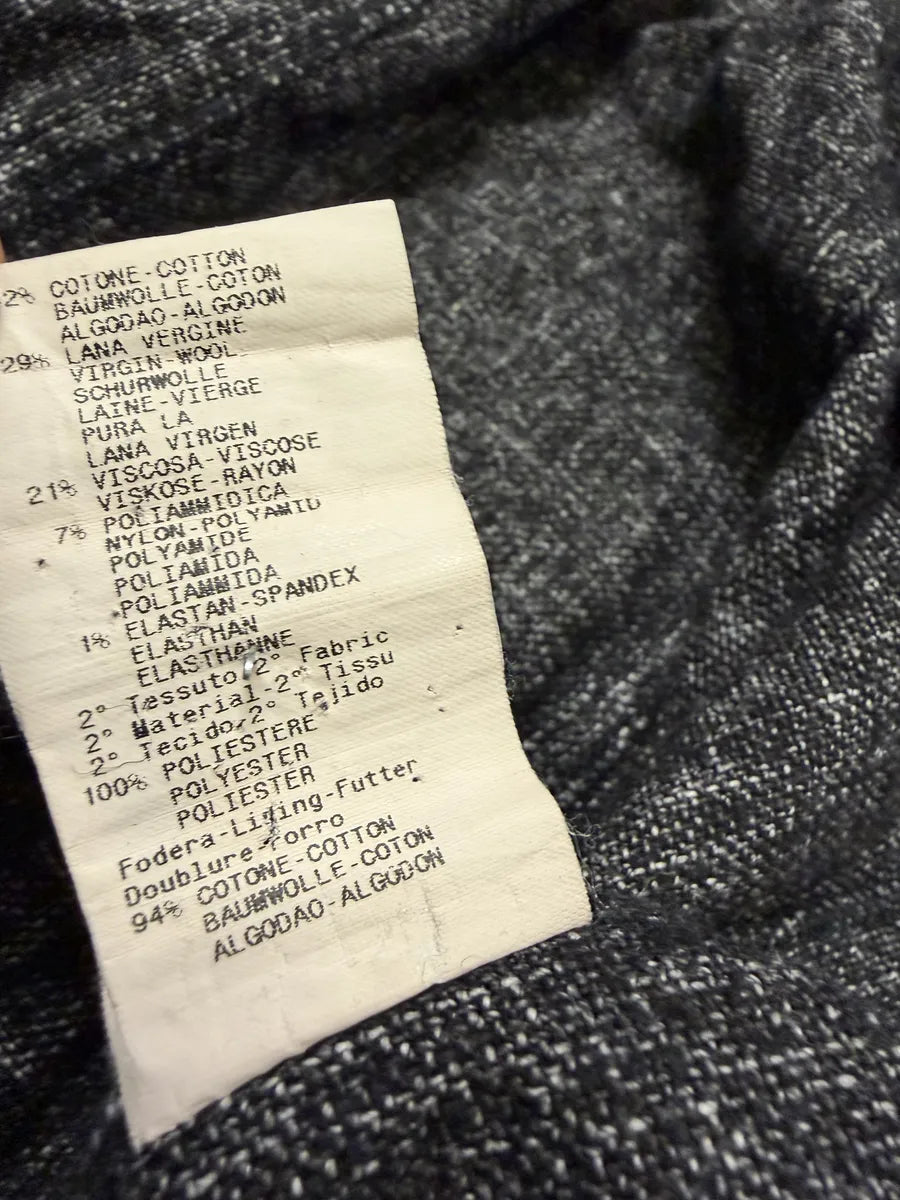 2% COTONE-COTTON
BAUMWOLLE-COTON
ALGODAO-ALGODON
29% LANA VERGINE
VIRGIN-WOOL
SCHURWOLLE
LAINE-VIERGE
PURA LA
LANA VIRGEN
21% VISCOSA-VISCOSE
VISKOSE-RAYON
7% POLIAMMIDICA
NYLON-POLYAMID
POLYAMIDE
POLIAMIDA
POLIAMMIDA
1% ELASTAN-SPANDEX
ELASTHAN
ELASTHANNE
2° Tessuto/2° Fabric
2° Material-2° Tissu
2° Tecido/2° Tejido
100% POLIESTERE
POLYESTER
POLIESTER
Fodera-Lining-Futter
Doublure-Forro
94% COTONE-COTTON
BAUMWOLLE-COTON
ALGODAO-ALGODON